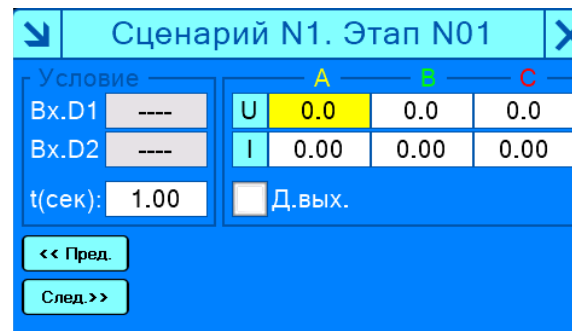 Сценарий N1. Этап N01
Условие
A B C
Вх.D1 ----
U 0.0 0.0 0.0
Вх.D2 ----
I 0.00 0.00 0.00
t(сек): 1.00
Д.вых.
<< Пред.
След.>>